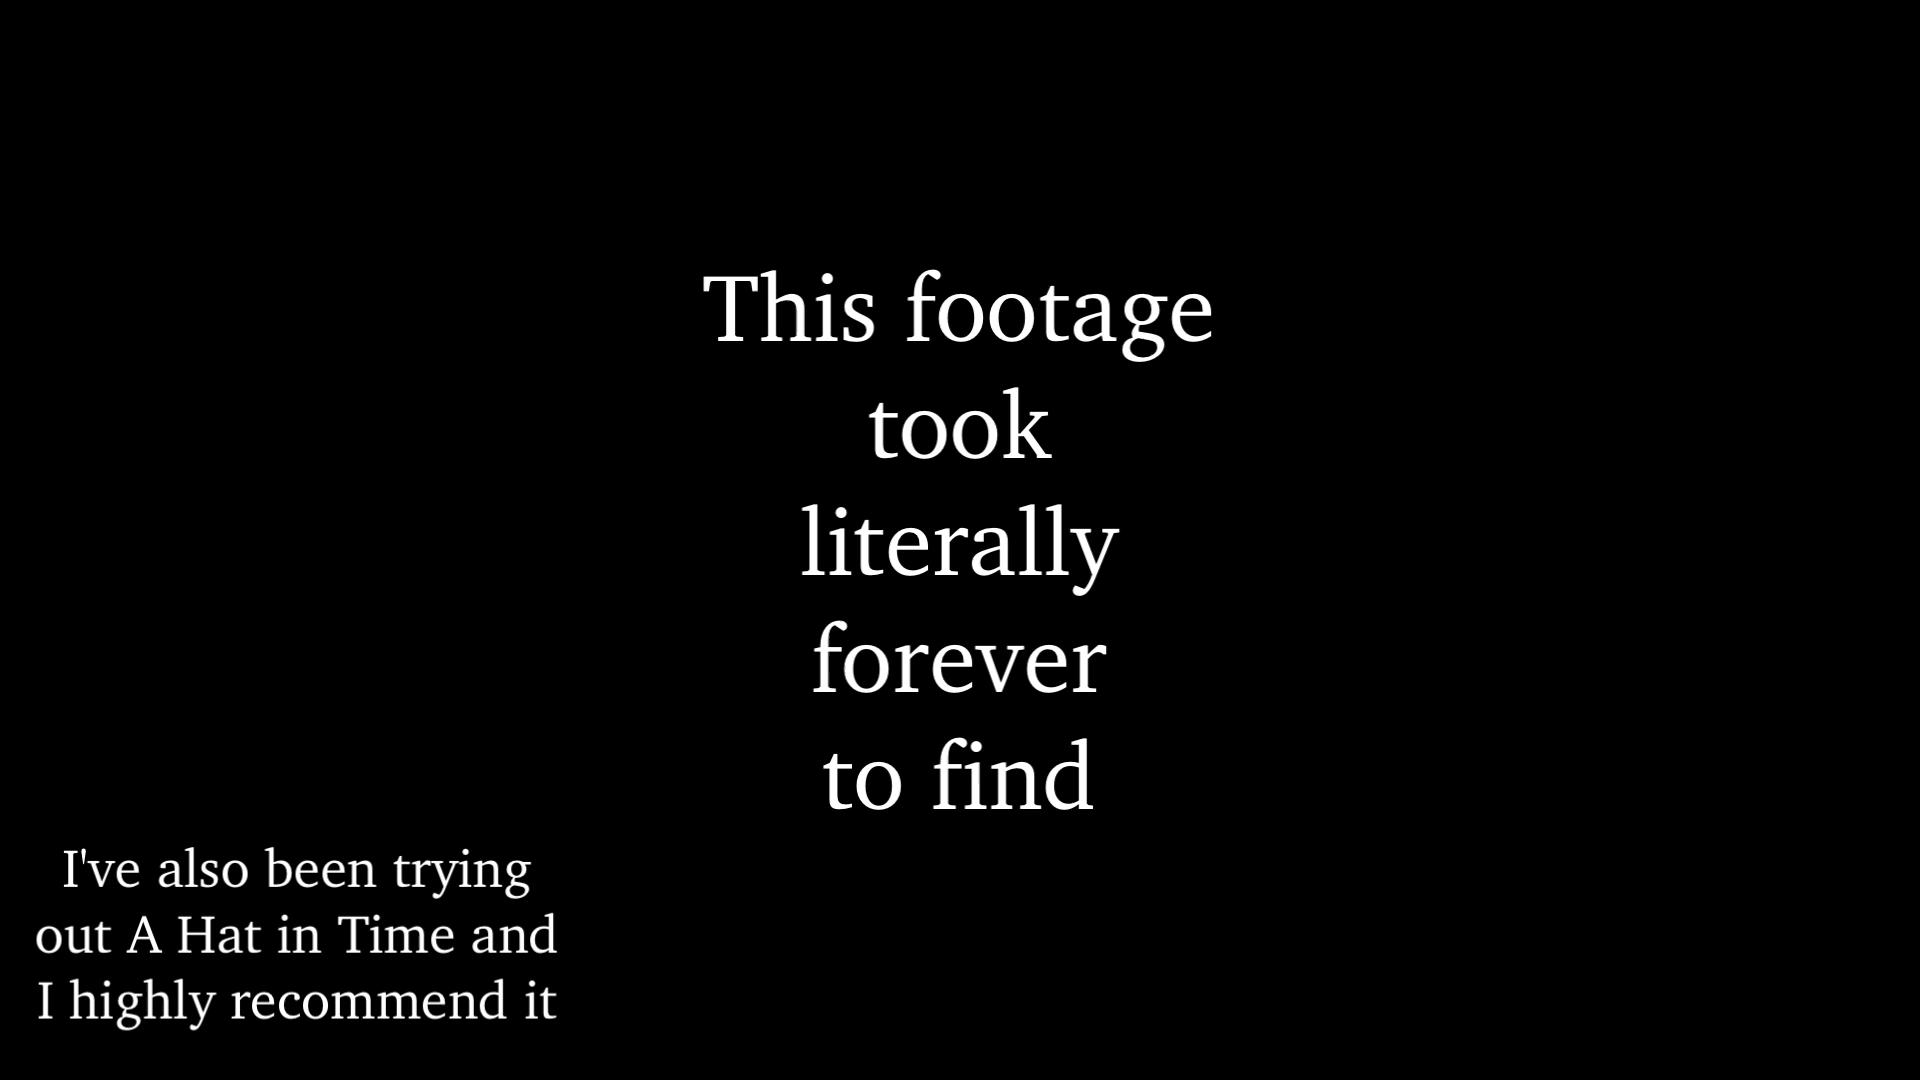 This footage
took
literally
forever
to find
I've also been trying
out A Hat in Time and
I highly recommend it